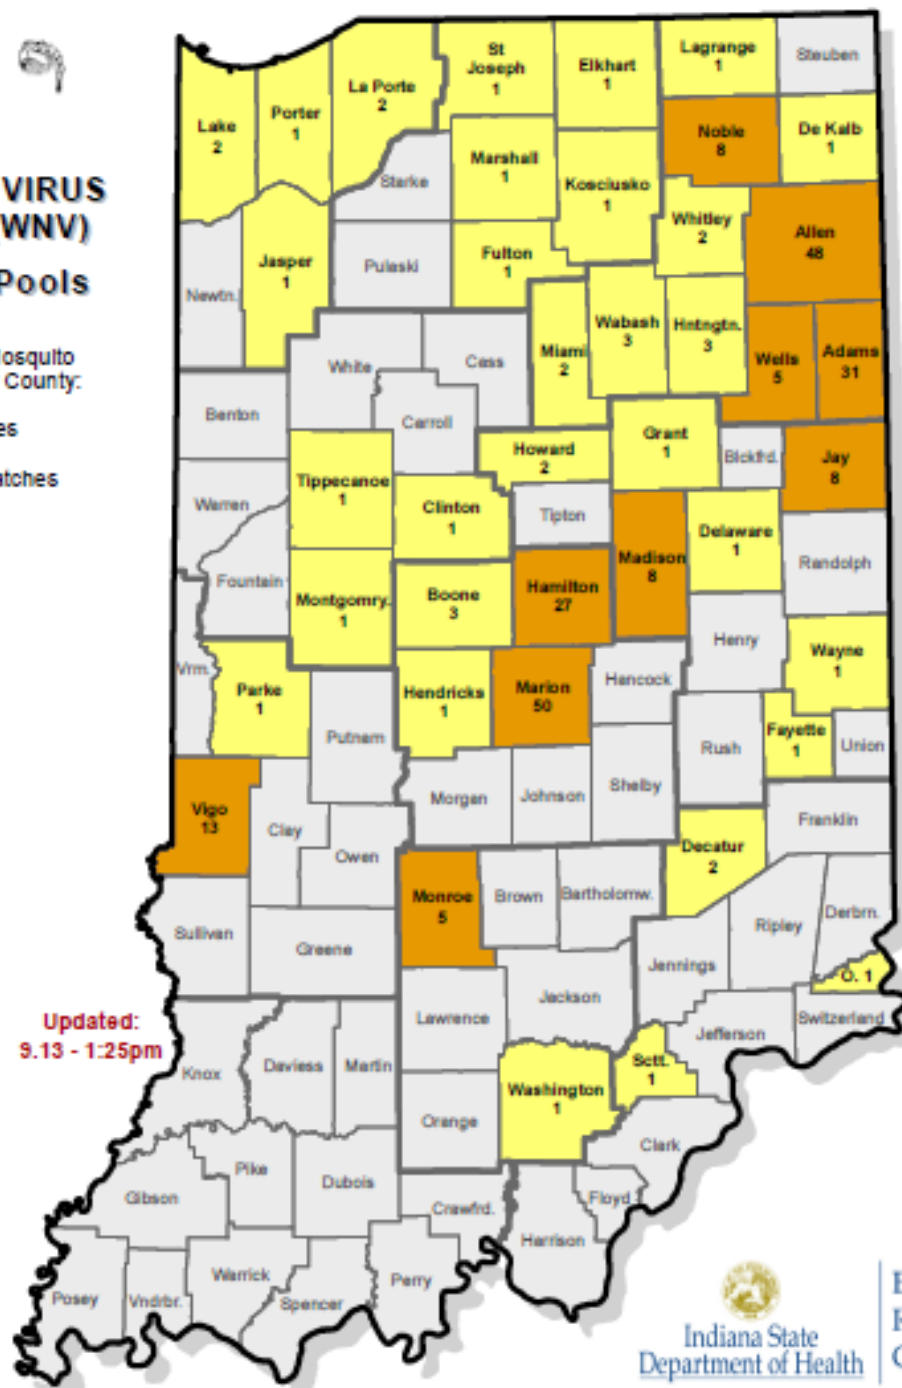 VIRUS
(WNV)
Pools
Mosquito
County:
es
atches
St
Joseph
1
Elkhart
1
Lagrange
1
Steuben
La Porte
2
Porter
1
Lake
2
Noble
8
De Kalb
1
Starke
Marshall
1
Kosciusko
1
Whitley
2
Allen
48
Newtn.
Jasper
1
Pulaski
Fulton
1
White
Cass
Miami
2
Wabash
3
Hntngtn.
3
Wells
5
Adams
31
Benton
Carroll
Howard
2
Grant
1
Blckfrd.
Jay
8
Warren
Tippecanoe
1
Clinton
1
Tipton
Madison
8
Delaware
1
Randolph
Fountain
Montgomry.
1
Boone
3
Hamilton
27
Henry
Wayne
1
Vrm.
Parke
1
Putnam
Hendricks
1
Marion
50
Hancock
Rush
Fayette
1
Union
Vigo
13
Clay
Owen
Morgan
Johnson
Shelby
Decatur
2
Franklin
Sullivan
Greene
Monroe
5
Brown
Bartholomw.
Jennings
Ripley
Derbrn.
O. 1
Switzerland
Updated:
9.13 - 1:25pm
Knox
Daviess
Martin
Lawrence
Jackson
Washington
1
Sctt.
1
Jefferson
Orange
Clark
Gibson
Pike
Dubois
Crawfrd.
Floyd
Harrison
Posey
Vndrbr.
Warrick
Spencer
Perry
Indiana State
Department of Health